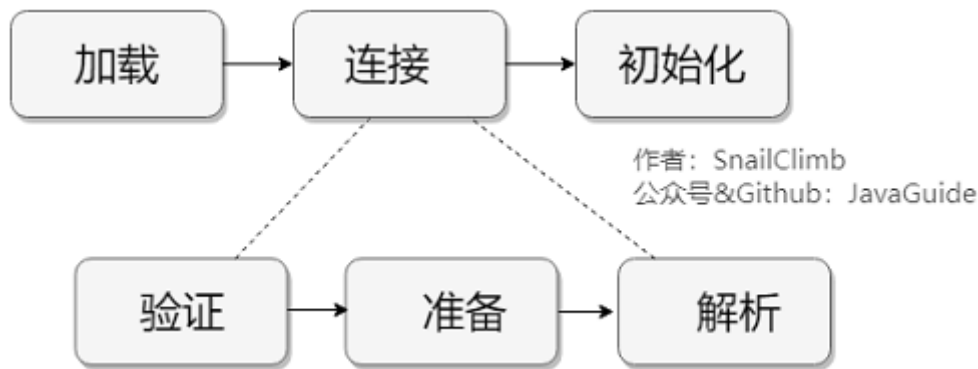 加载
连接
初始化
作者：SnailClimb
公众号&Github：JavaGuide
验证
准备
解析